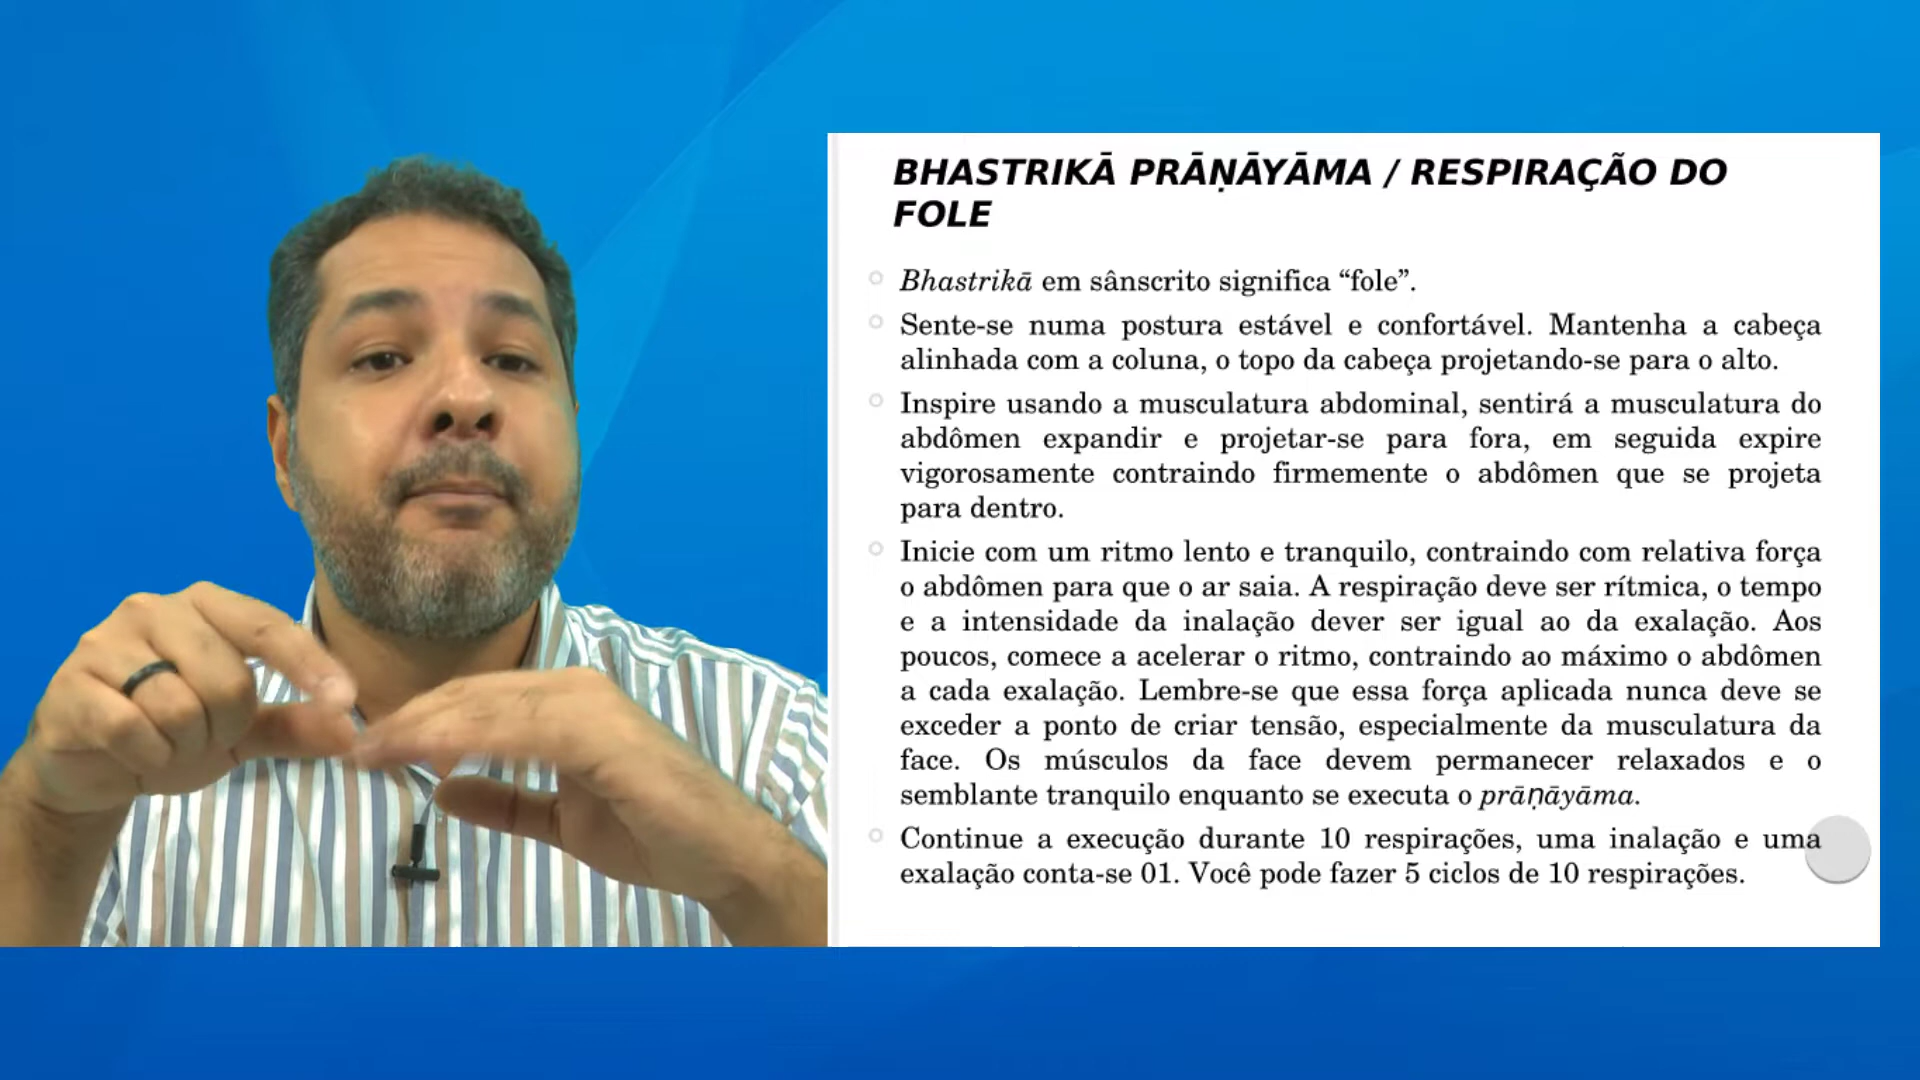 BHASTRIKĀ PRĀṆĀYĀMA / RESPIRAÇÃO DO
FOLE
Bhastrikā em sânscrito significa “fole”.
Sente-se numa postura estável e confortável. Mantenha a cabeça
alinhada com a coluna, o topo da cabeça projetando-se para o alto.
Inspire usando a musculatura abdominal, sentirá a musculatura do
abdômen expandir e projetar-se para fora, em seguida expire
vigorosamente contraindo firmemente o abdômen que se projeta
para dentro.
Inicie com um ritmo lento e tranquilo, contraindo com relativa força
o abdômen para que o ar saia. A respiração deve ser rítmica, o tempo
e a intensidade da inalação dever ser igual ao da exalação. Aos
poucos, comece a acelerar o ritmo, contraindo ao máximo o abdômen
a cada exalação. Lembre-se que essa força aplicada nunca deve se
exceder a ponto de criar tensão, especialmente da musculatura da
face. Os músculos da face devem permanecer relaxados e o
semblante tranquilo enquanto se executa o prāṇāyāma.
Continue a execução durante 10 respirações, uma inalação e uma
exalação conta-se 01. Você pode fazer 5 ciclos de 10 respirações.